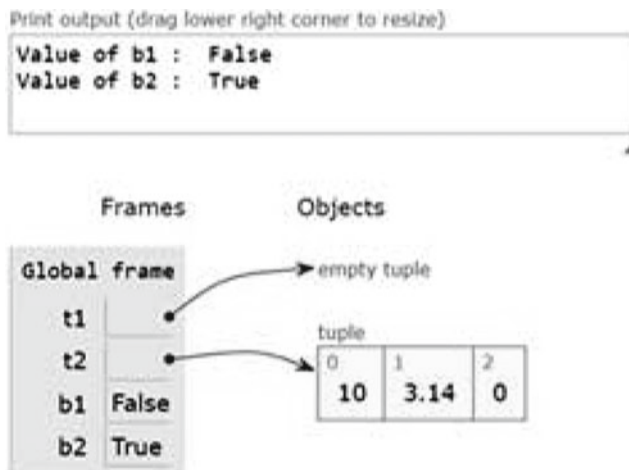 Print output (drag lower right corner to resize)
Value of b1 :  False
Value of b2 :  True
Frames Objects
Global frame
empty tuple
t1
tuple
t2
0 1 2
10 3.14 0
b1 False
b2 True